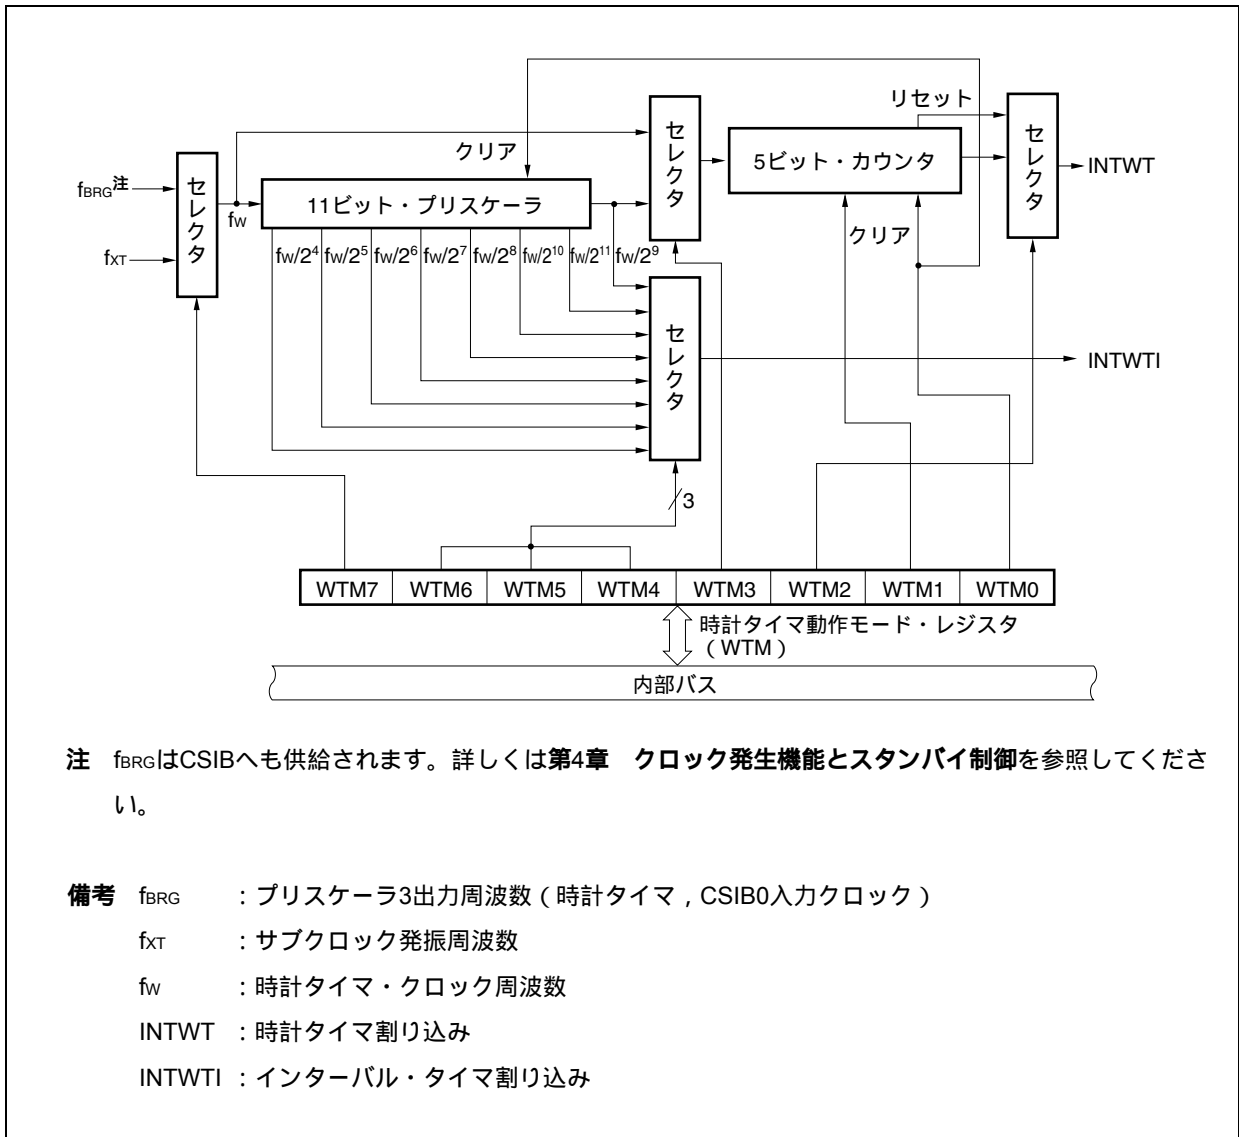 リセット
クリア
セレクタ
セレクタ
セレクタ
5ビット・カウンタ
INTWT
fBRG注
セレクタ
11ビット・プリスケーラ
fW
クリア
fXT
fW/2⁴ fW/2⁵ fW/2⁶ fW/2⁷ fW/2⁸ fW/2¹⁰ fW/2¹¹ fW/2⁹
セレクタ
INTWTI
3
WTM7 WTM6 WTM5 WTM4 WTM3 WTM2 WTM1 WTM0
時計タイマ動作モード・レジスタ
（WTM）
内部バス
注 fBRGはCSIBへも供給されます。詳しくは第4章 クロック発生機能とスタンバイ制御を参照してくださ
い。
備考 fBRG ：プリスケーラ3出力周波数（時計タイマ，CSIB0入力クロック）
fXT ：サブクロック発振周波数
fW ：時計タイマ・クロック周波数
INTWT ：時計タイマ割り込み
INTWTI ：インターバル・タイマ割り込み